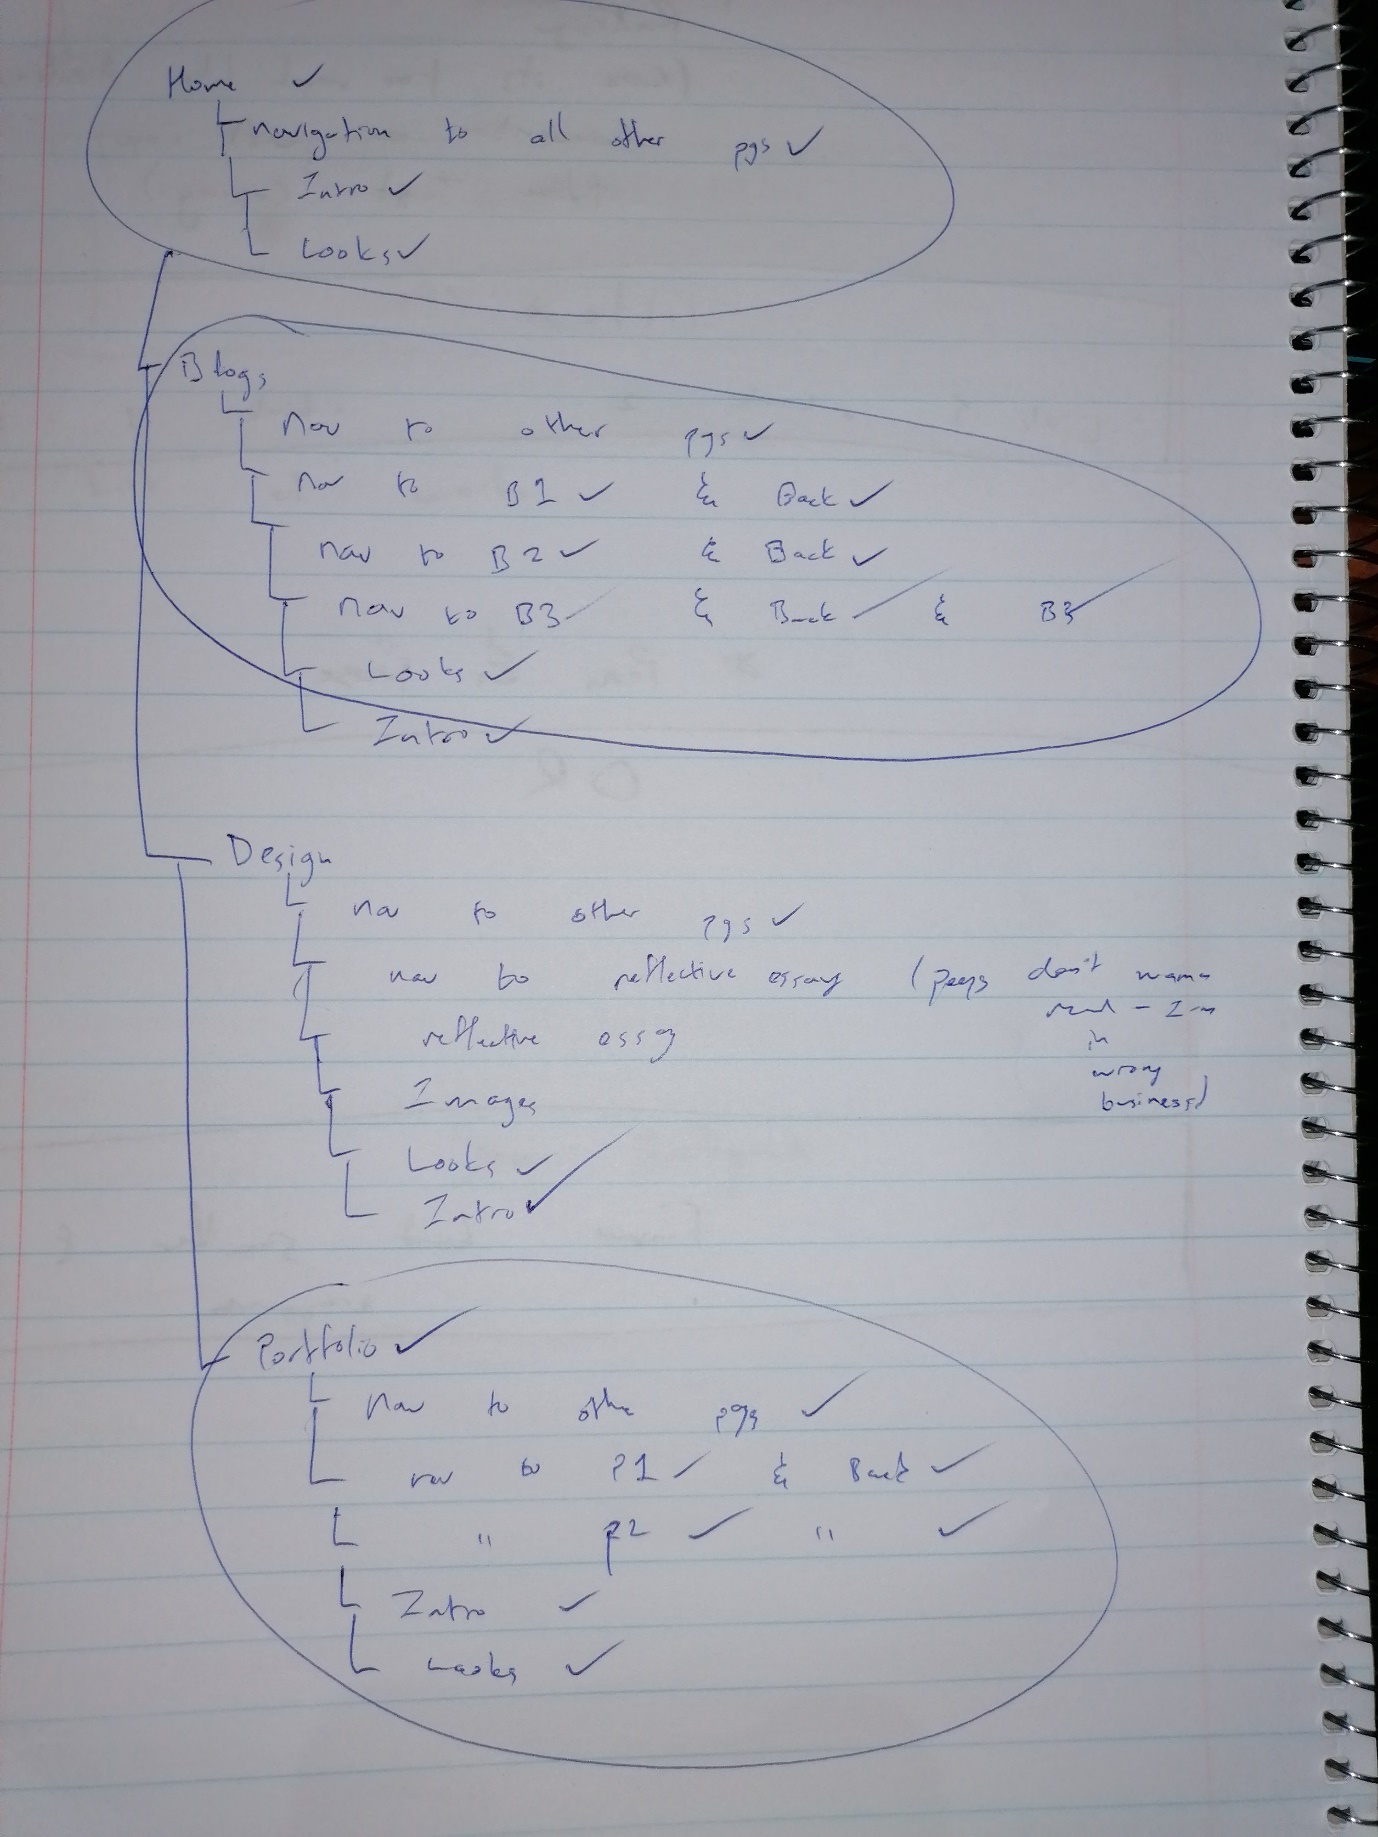 Home ✓
navigation to all other pgs ✓
Intro ✓
Looks ✓
Blogs
nav to other pgs ✓
nav to B1 ✓ & Back ✓
nav to B2 ✓ & Back ✓
nav to B3 ✓ & Back ✓ & B3 ✓
Looks ✓
Intro ✓
Design
nav to other pgs ✓
nav to reflective essay (peeps don't wanna
read - I'm
in
wrong
business)
reflective essay
Images
Looks ✓
Intro ✓
Portfolio ✓
nav to other pgs ✓
nav to P1 ✓ & Back ✓
" P2 ✓ " ✓
Intro ✓
Looks ✓